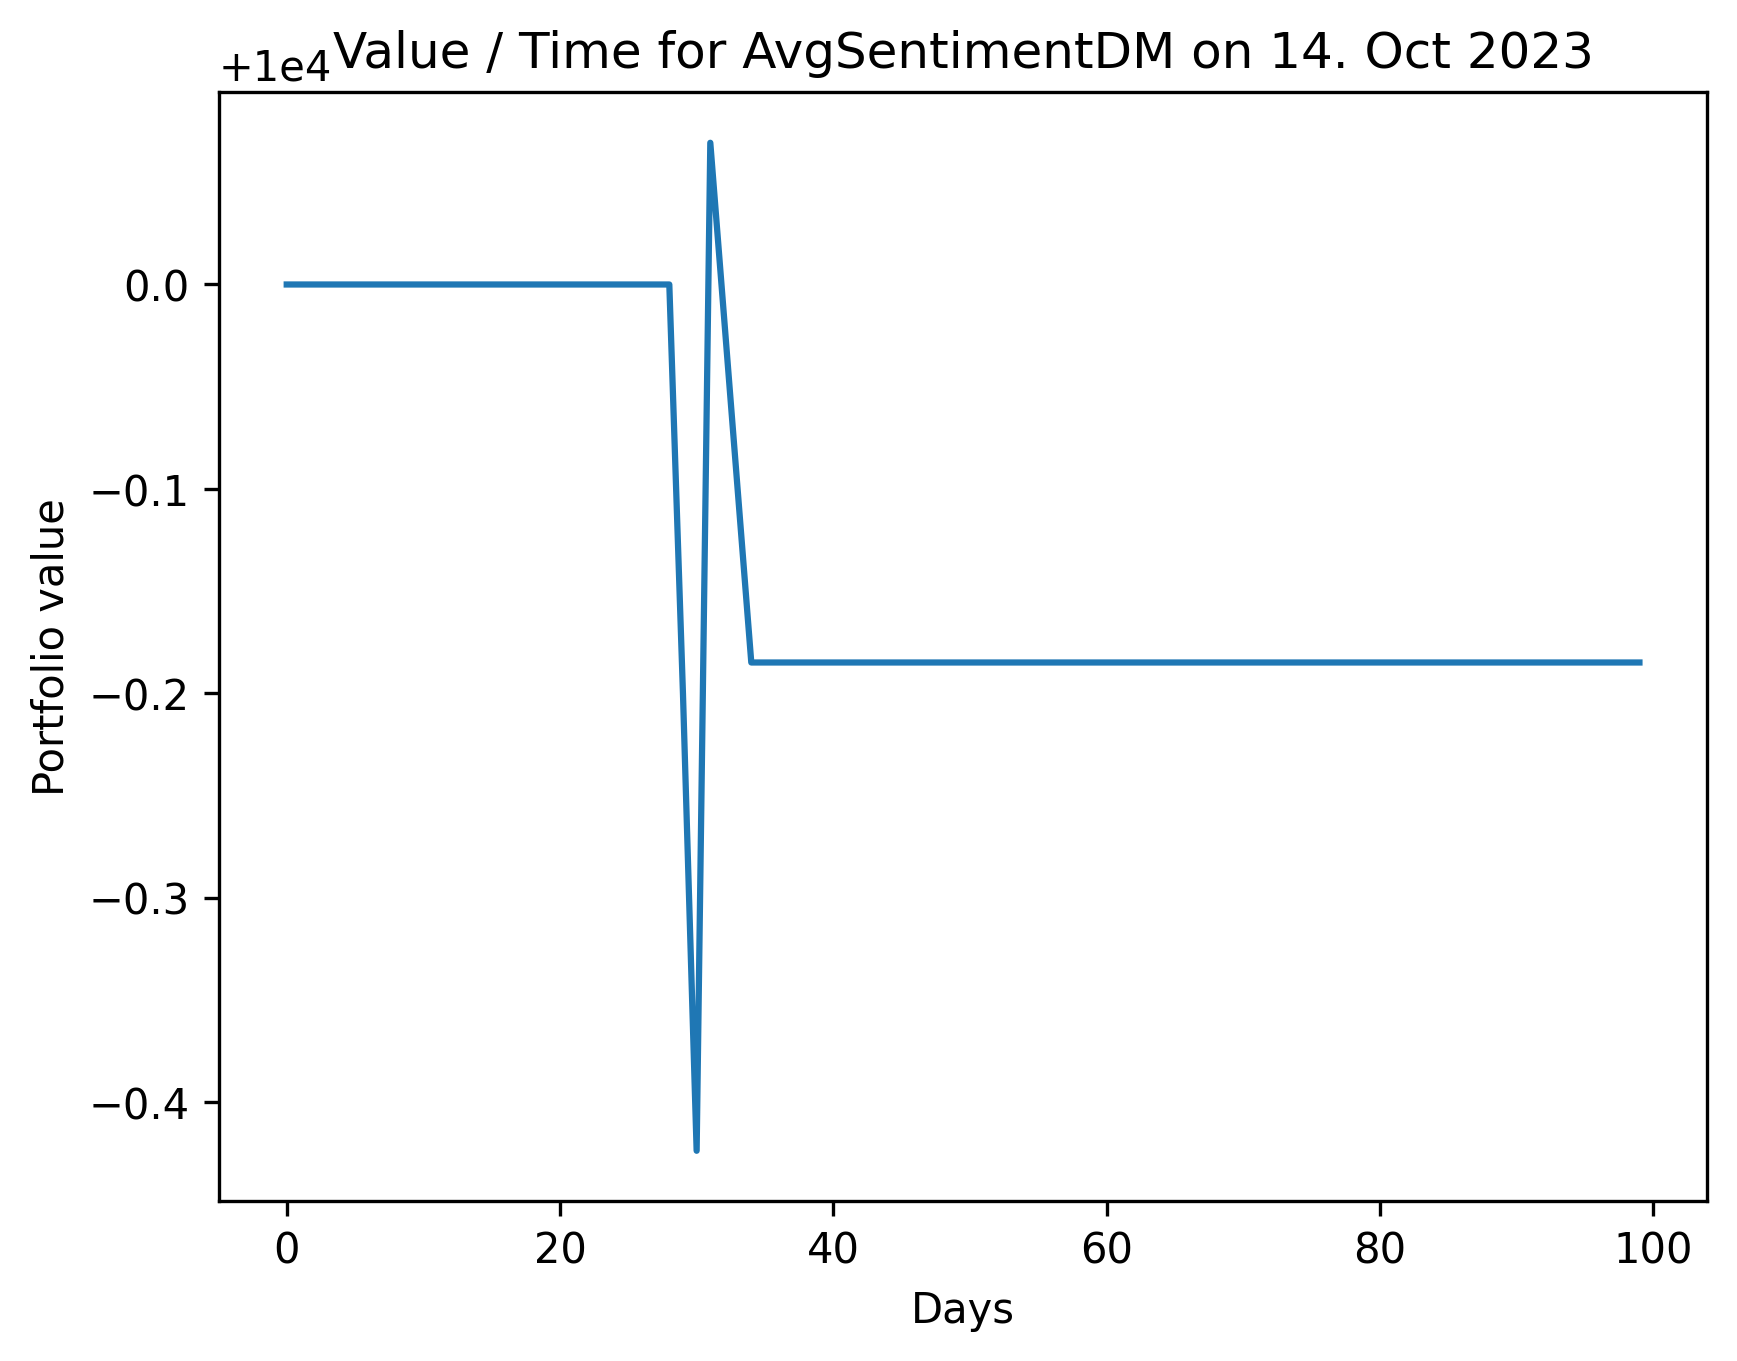 Value / Time for AvgSentimentDM on 14. Oct 2023
+1e4
0.0
−0.1
−0.2
−0.3
−0.4
Portfolio value
0 20 40 60 80 100
Days